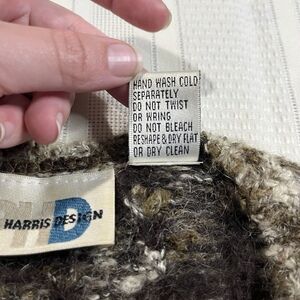 HAND WASH COLD
SEPARATELY
DO NOT TWIST
OR WRING
DO NOT BLEACH
RESHAPE & DRY FLAT
OR DRY CLEAN
HD
HARRIS DESIGN